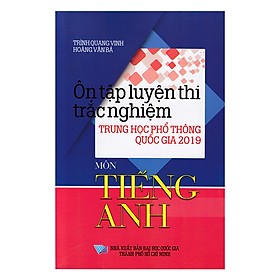 TRỊNH QUANG VINH
HOÀNG VĂN BÁ
Ôn tập luyện thi
trắc nghiệm
TRUNG HỌC PHỔ THÔNG
QUỐC GIA 2019
MÔN
TIẾNG
ANH
NHÀ XUẤT BẢN ĐẠI HỌC QUỐC GIA
THÀNH PHỐ HỒ CHÍ MINH